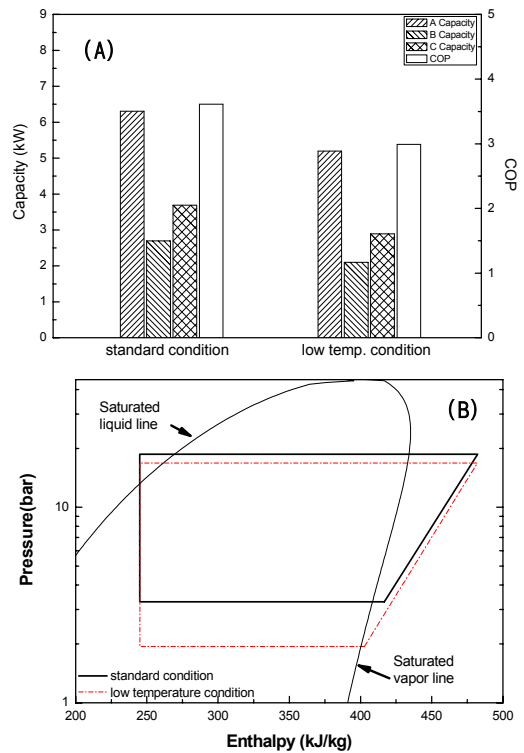 (A)
A Capacity
B Capacity
C Capacity
COP
Capacity (kW)
9
8
7
6
5
4
3
2
1
0
COP
5
4
3
2
1
0
standard condition
low temp. condition
(B)
Saturated
liquid line
Pressure(bar)
10
1
standard condition
low temperature condition
Saturated
vapor line
200 250 300 350 400 450 500
Enthalpy (kJ/kg)